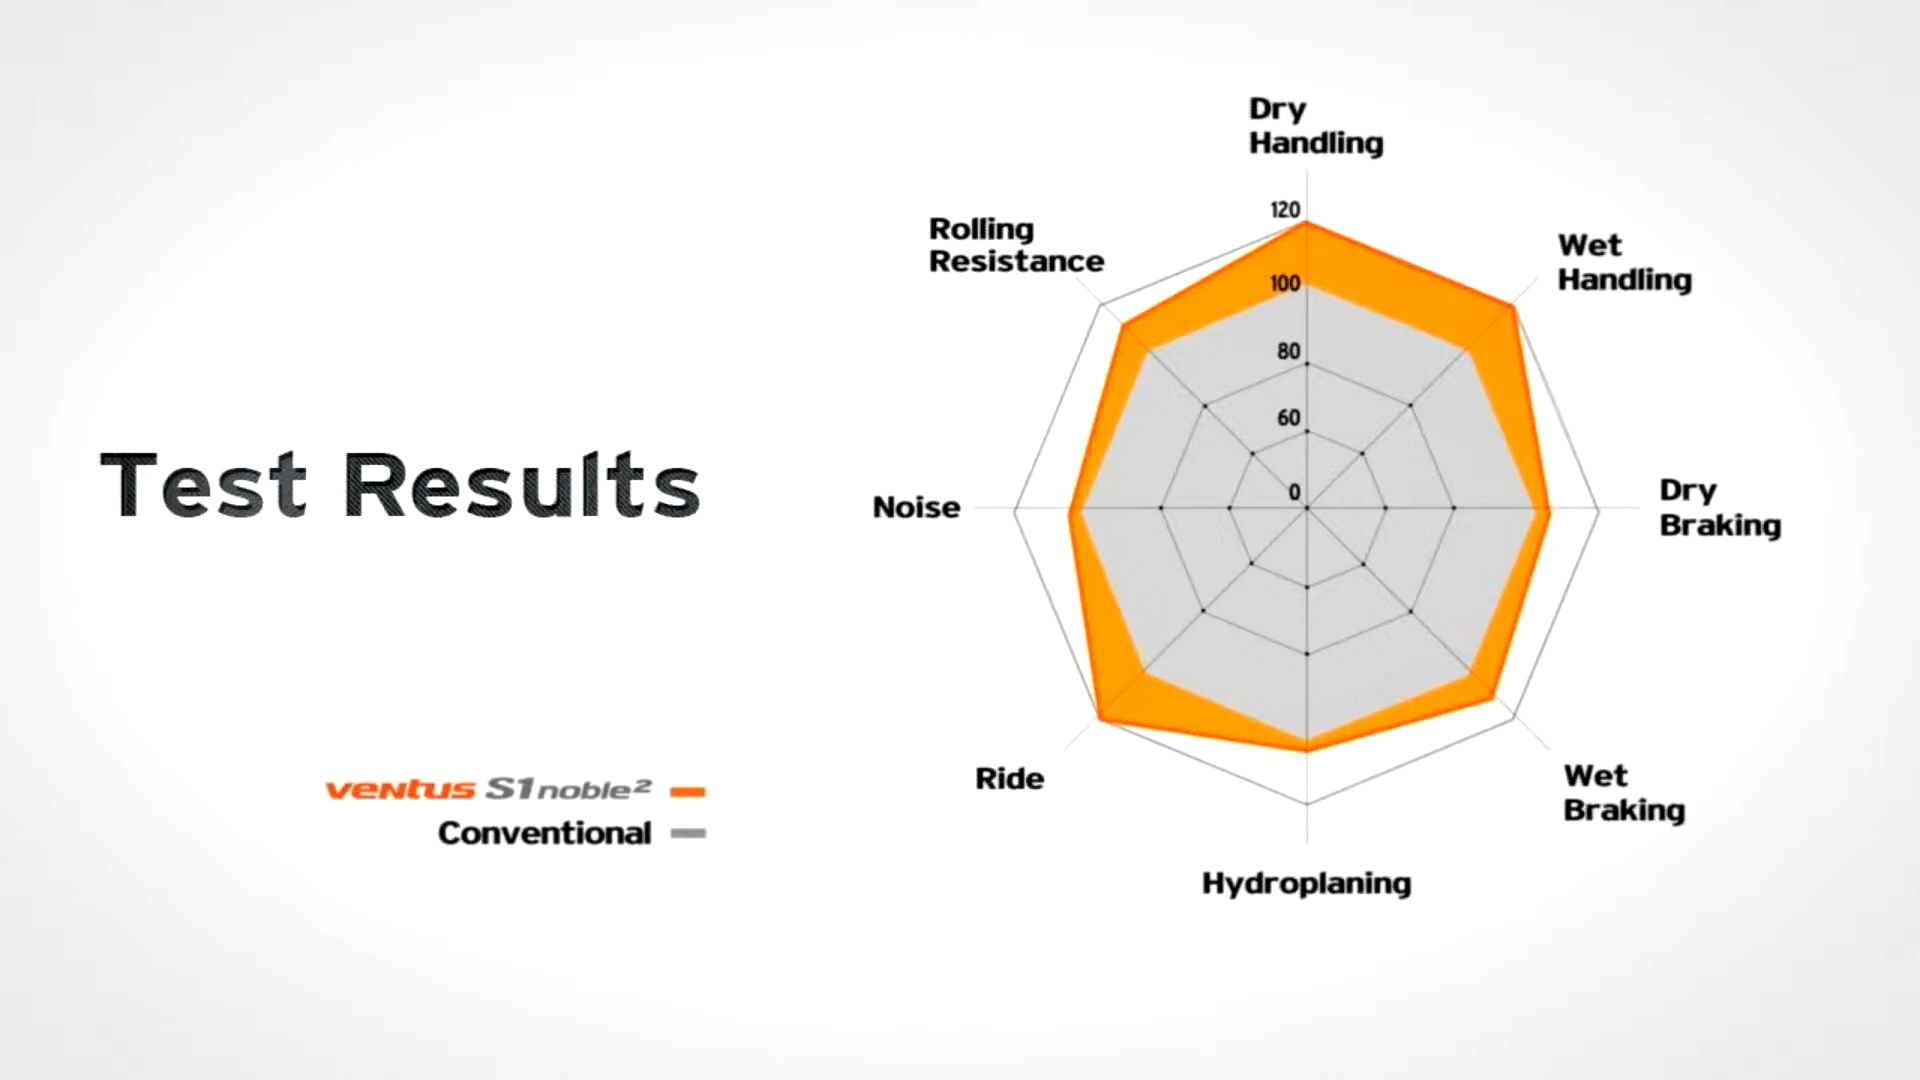 Test Results
ventus S1 noble²
Conventional
Dry
Handling
Wet
Handling
Dry
Braking
Wet
Braking
Hydroplaning
Ride
Noise
Rolling
Resistance
120
100
80
60
0